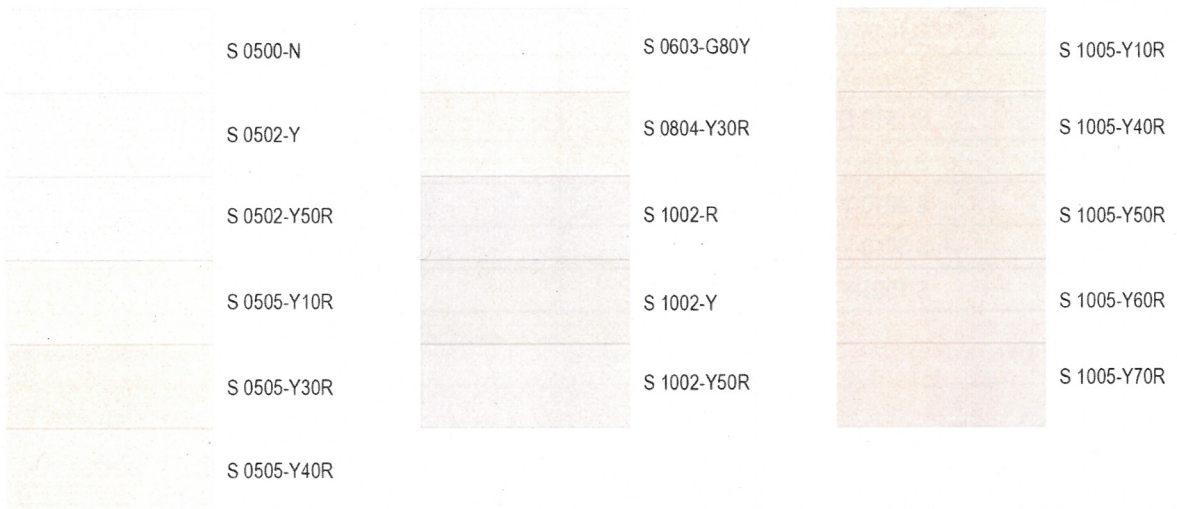 S 0500-N
S 0502-Y
S 0502-Y50R
S 0505-Y10R
S 0505-Y30R
S 0505-Y40R
S 0603-G80Y
S 0804-Y30R
S 1002-R
S 1002-Y
S 1002-Y50R
S 1005-Y10R
S 1005-Y40R
S 1005-Y50R
S 1005-Y60R
S 1005-Y70R